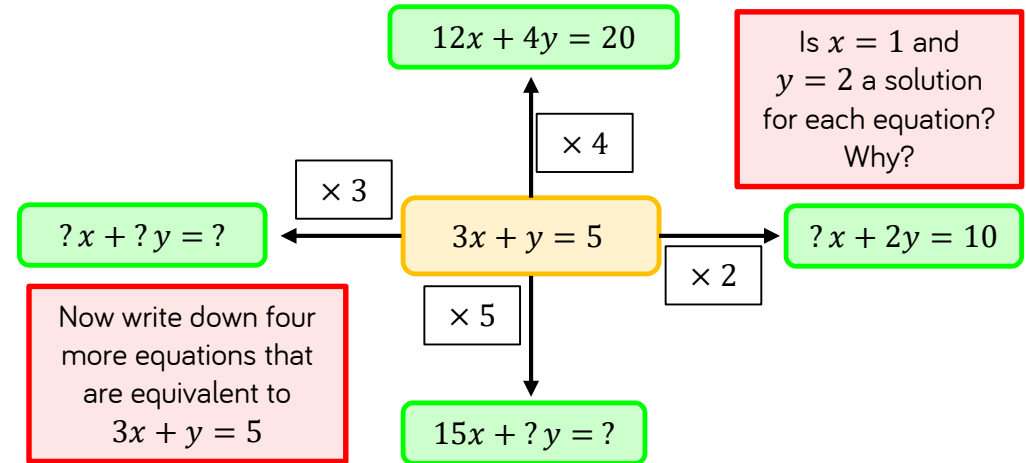 12x + 4y = 20
Is x = 1 and
y = 2 a solution
for each equation?
Why?
× 4
× 3
? x + ? y = ?
3x + y = 5
? x + 2y = 10
× 2
× 5
Now write down four
more equations that
are equivalent to
3x + y = 5
15x + ? y = ?